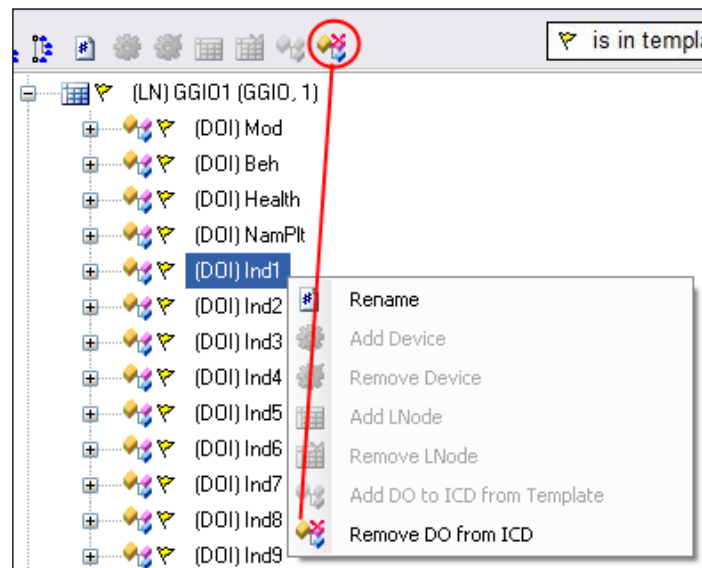 is in templa
(LN) GGIO1 (GGIO, 1)
(DOI) Mod
(DOI) Beh
(DOI) Health
(DOI) NamPlt
(DOI) Ind1
(DOI) Ind2
(DOI) Ind3
(DOI) Ind4
(DOI) Ind5
(DOI) Ind6
(DOI) Ind7
(DOI) Ind8
(DOI) Ind9
Rename
Add Device
Remove Device
Add LNode
Remove LNode
Add DO to ICD from Template
Remove DO from ICD